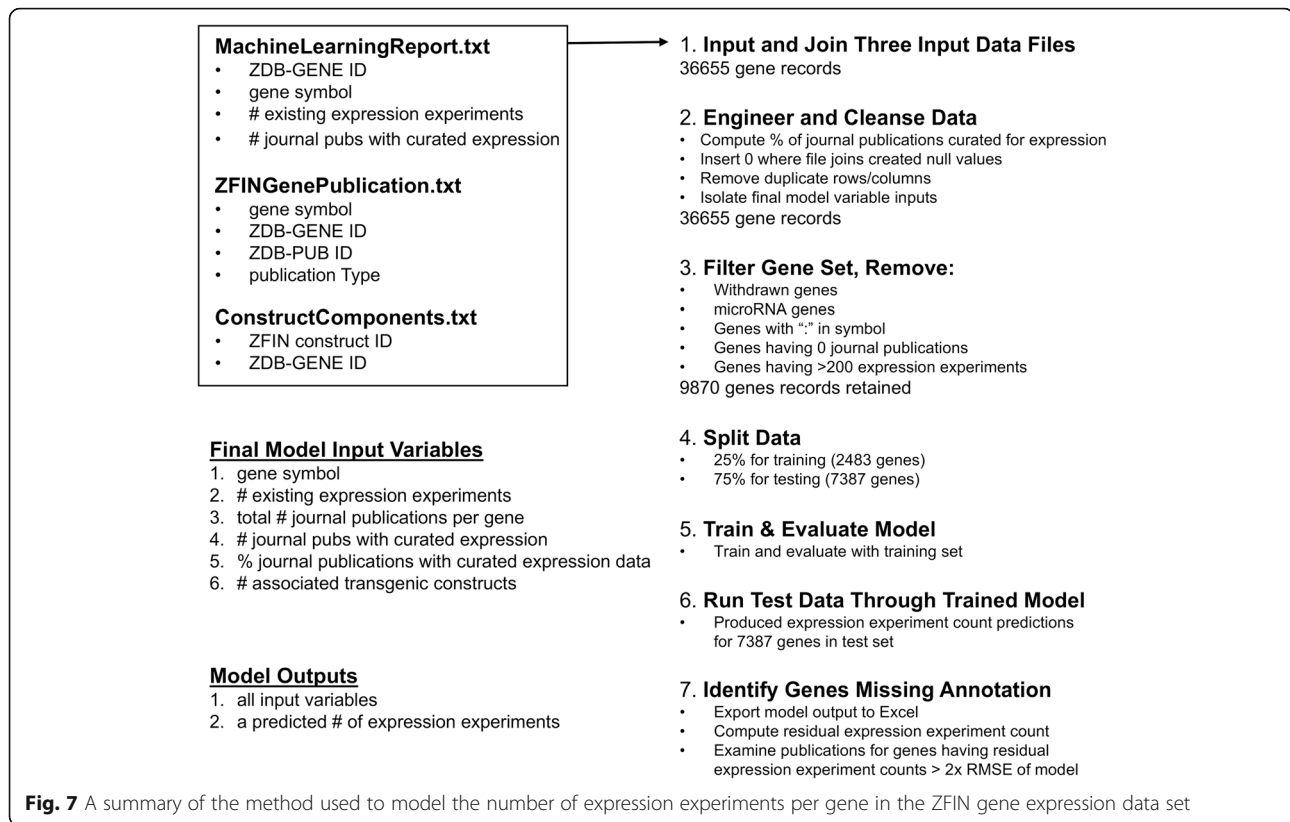 MachineLearningReport.txt
• ZDB-GENE ID
• gene symbol
• # existing expression experiments
• # journal pubs with curated expression
ZFINGenePublication.txt
• gene symbol
• ZDB-GENE ID
• ZDB-PUB ID
• publication Type
ConstructComponents.txt
• ZFIN construct ID
• ZDB-GENE ID
Final Model Input Variables
1. gene symbol
2. # existing expression experiments
3. total # journal publications per gene
4. # journal pubs with curated expression
5. % journal publications with curated expression data
6. # associated transgenic constructs
Model Outputs
1. all input variables
2. a predicted # of expression experiments
1. Input and Join Three Input Data Files
36655 gene records
2. Engineer and Cleanse Data
• Compute % of journal publications curated for expression
• Insert 0 where file joins created null values
• Remove duplicate rows/columns
• Isolate final model variable inputs
36655 gene records
3. Filter Gene Set, Remove:
• Withdrawn genes
• microRNA genes
• Genes with “:” in symbol
• Genes having 0 journal publications
• Genes having >200 expression experiments
9870 genes records retained
4. Split Data
• 25% for training (2483 genes)
• 75% for testing (7387 genes)
5. Train & Evaluate Model
• Train and evaluate with training set
6. Run Test Data Through Trained Model
• Produced expression experiment count predictions
for 7387 genes in test set
7. Identify Genes Missing Annotation
• Export model output to Excel
• Compute residual expression experiment count
• Examine publications for genes having residual
expression experiment counts > 2x RMSE of model
Fig. 7 A summary of the method used to model the number of expression experiments per gene in the ZFIN gene expression data set